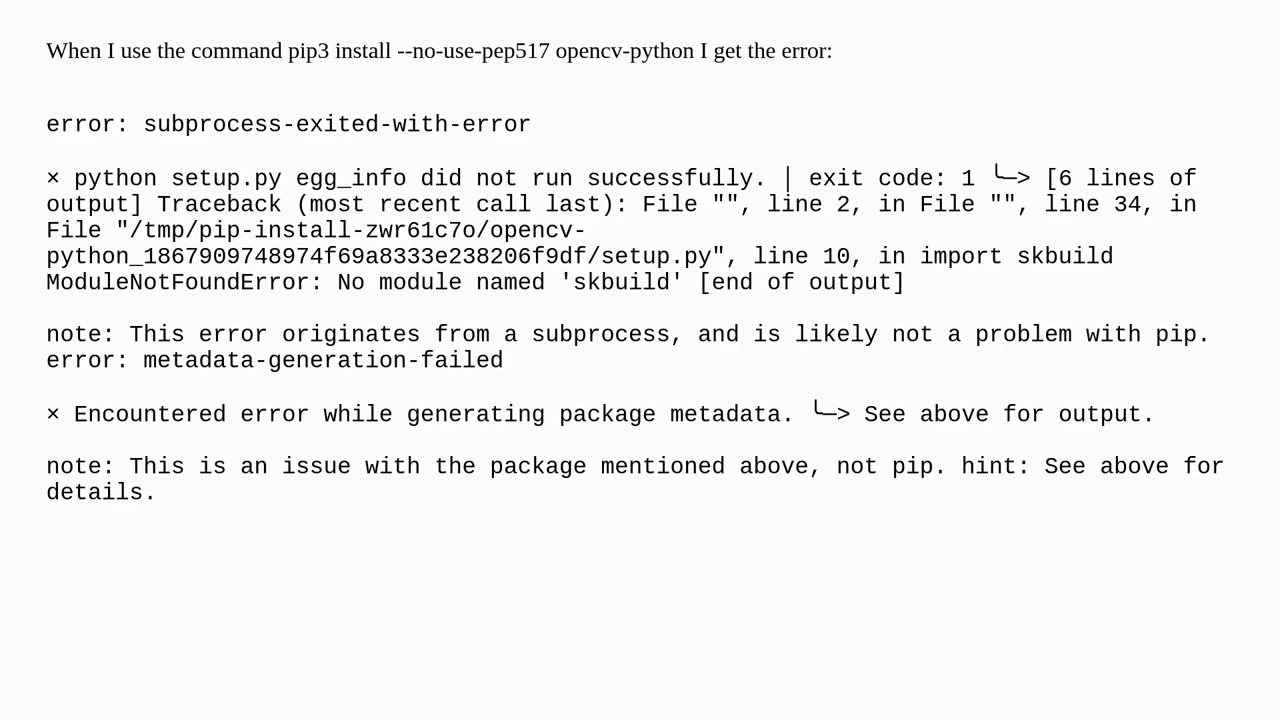 When I use the command pip3 install --no-use-pep517 opencv-python I get the error:
error: subprocess-exited-with-error
× python setup.py egg_info did not run successfully. │ exit code: 1 ╰─> [6 lines of
output] Traceback (most recent call last): File "", line 2, in File "", line 34, in
File "/tmp/pip-install-zwr61c7o/opencv-
python_1867909748974f69a8333e238206f9df/setup.py", line 10, in import skbuild
ModuleNotFoundError: No module named 'skbuild' [end of output]
note: This error originates from a subprocess, and is likely not a problem with pip.
error: metadata-generation-failed
× Encountered error while generating package metadata. ╰─> See above for output.
note: This is an issue with the package mentioned above, not pip. hint: See above for
details.